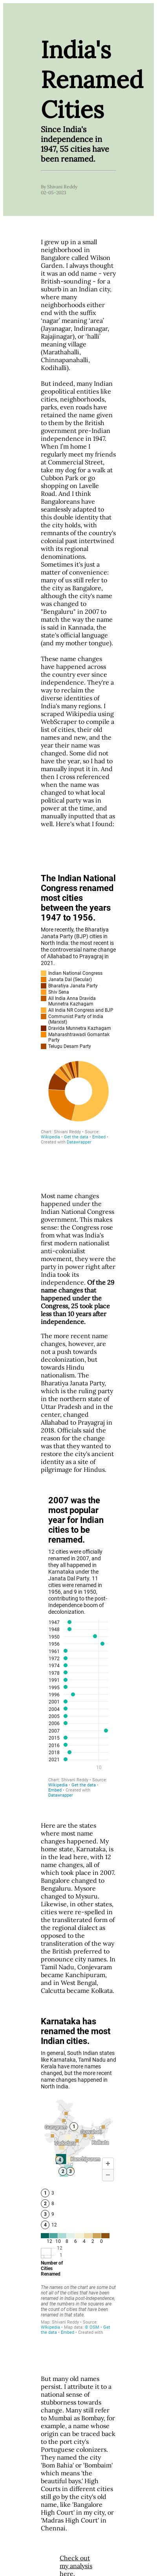 India's
Renamed
Cities
Since India's
independence in
1947, 55 cities have
been renamed.
By Shivani Reddy
02-05-2021
I grew up in a small
neighborhood in
Bangalore called Wilson
Garden. I always thought
it was an odd name - very
British-sounding - for a
suburb in an Indian city,
where many
neighborhoods either
end with the suffix
'nagar' meaning 'area'
(Jayanagar, Indiranagar,
Rajajinagar), or 'halli'
meaning village
(Marathahalli,
Chinnapanahalli,
Kodihalli).
But indeed, many Indian
geopolitical entities like
cities, neighborhoods,
parks, even roads have
retained the name given
to them by the British
government pre-Indian
independence in 1947.
When I'm home I
regularly meet my friends
at Commercial Street,
take my dog for a walk at
Cubbon Park or go
shopping on Lavelle
Road. And I think
Bangaloreans have
seamlessly adapted to
this double identity that
the city holds, with
remnants of the country's
colonial past intertwined
with its regional
denominations.
Sometimes it's just a
matter of convenience:
many of us still refer to
the city as Bangalore,
although the city's name
was changed to
"Bengaluru" in 2007 to
match the way the name
is said in Kannada, the
state's official language
(and my mother tongue).
These name changes
have happened across
the country ever since
independence. They're a
way to reclaim the
diverse identities of
India's many regions. I
scraped Wikipedia using
WebScraper to compile a
list of cities, their old
names and new, and the
year their name was
changed. Some did not
have the year, so I had to
manually input it in. And
then I cross referenced
when the name was
changed to what local
political party was in
power at the time, and
manually inputted that as
well. Here's what I found:
The Indian National
Congress renamed
most cities
between the years
1947 to 1956.
More recently, the Bharatiya
Janata Party (BJP) cities in
North India: the most recent is
the controversial name change
of Allahabad to Prayagraj in
2021.
Indian National Congress
Janata Dal (Secular)
Bharatiya Janata Party
Shiv Sena
All India Anna Dravida
Munnetra Kazhagam
All India NR Congress and BJP
Communist Party of India
(Marxist)
Dravida Munnetra Kazhagam
Maharashtrawadi Gomantak
Party
Telugu Desam Party
Chart: Shivani Reddy • Source:
Wikipedia • Get the data • Embed •
Created with Datawrapper
Most name changes
happened under the
Indian National Congress
government. This makes
sense: the Congress rose
from what was India's
first modern nationalist
anti-colonialist
movement, they were the
party in power right after
India took its
independence. Of the 29
name changes that
happened under the
Congress, 25 took place
less than 10 years after
independence.
The more recent name
changes, however, are
not a push towards
decolonization, but
towards Hindu
nationalism. The
Bharatiya Janata Party,
which is the ruling party
in the northern state of
Uttar Pradesh and in the
center, changed
Allahabad to Prayagraj in
2018. Officials said the
reason for the change
was that they wanted to
restore the city's ancient
identity as a site of
pilgrimage for Hindus.
2007 was the
most popular
year for Indian
cities to be
renamed.
12 cities were officially
renamed in 2007, and
they all happened in
Karnataka under the
Janata Dal Party. 11
cities were renamed in
1956, and 9 in 1950,
contributing to the post-
Independence boom of
decolonization.
1947
1948
1950
1956
1961
1972
1974
1978
1991
1995
1996
2001
2004
2005
2006
2007
2015
2016
2018
2021
10
Chart: Shivani Reddy • Source:
Wikipedia • Get the data •
Embed • Created with
Datawrapper
Here are the states
where most name
changes happened. My
home state, Karnataka, is
in the lead here, with 12
name changes, all of
which took place in 2007.
Bangalore changed to
Bengaluru. Mysore
changed to Mysuru.
Likewise, in other states,
cities were re-spelled in
the transliterated form of
the regional dialect as
opposed to the
transliteration of the way
the British preferred to
pronounce city names. In
Tamil Nadu, Conjevaram
became Kanchipuram,
and in West Bengal,
Calcutta became Kolkata.
Karnataka has
renamed the most
Indian cities.
In general, South Indian states
like Karnataka, Tamil Nadu and
Kerala have more names
changed, but the more recent
name changes happened in
North India.
1 3
2 8
3 9
4 12
12 10 8 6 4 2 0
Number of
Cities
Renamed
12
1
The names on the chart are some but
not all of the cities that have been
renamed in India post-independence,
and the numbers in the squares are
the count of cities that have been
renamed in that state.
Map: Shivani Reddy • Source:
Wikipedia • Map data: © OSM • Get
the data • Embed • Created with
But many old names
persist. I attribute it to a
national sense of
stubbornness towards
change. Many still refer
to Mumbai as Bombay, for
example, a name whose
origin can be traced back
to the port city's
Portuguese colonizers.
They named the city
'Bom Bahia' or 'Bombaim'
which means 'the
beautiful bays.' High
Courts in different cities
still go by the city's old
name, like 'Bangalore
High Court' in my city, or
'Madras High Court' in
Chennai.
Check out
my analysis
here.